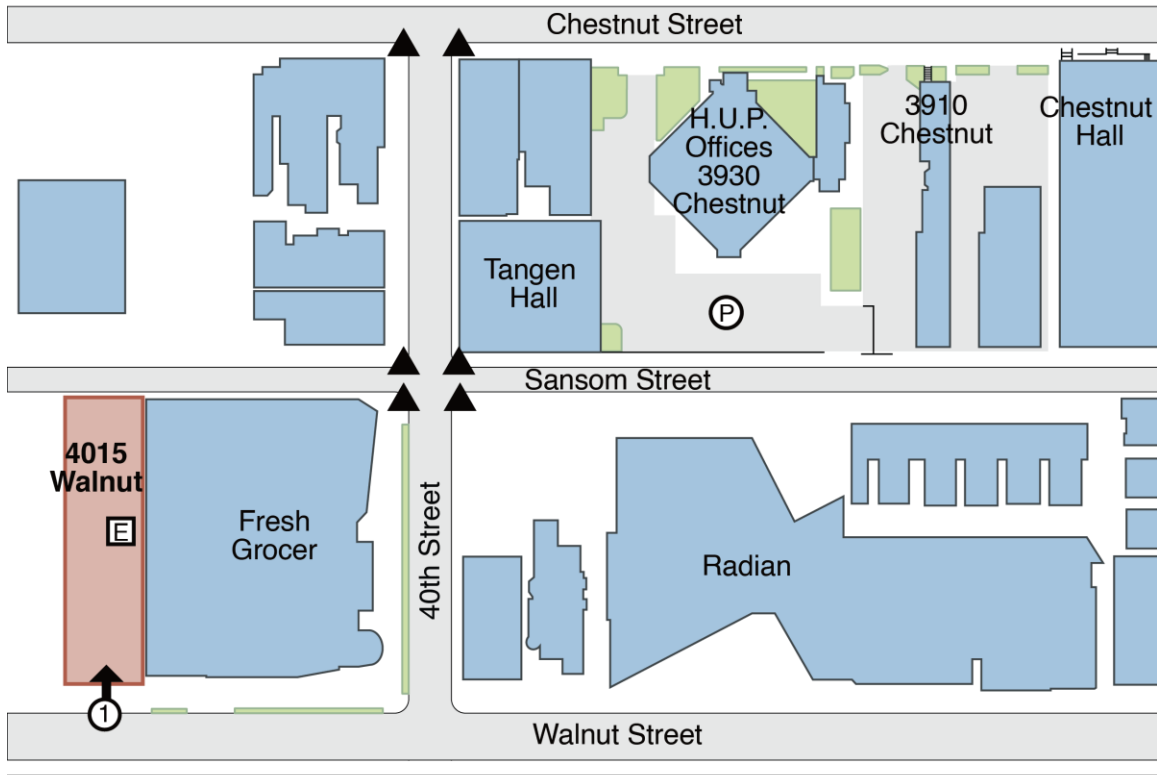 Chestnut Street
H.U.P.
Offices
3930
Chestnut
3910
Chestnut
Chestnut
Hall
Tangen
Hall
P
Sansom Street
4015
Walnut
E
Fresh
Grocer
40th Street
Radian
1
Walnut Street